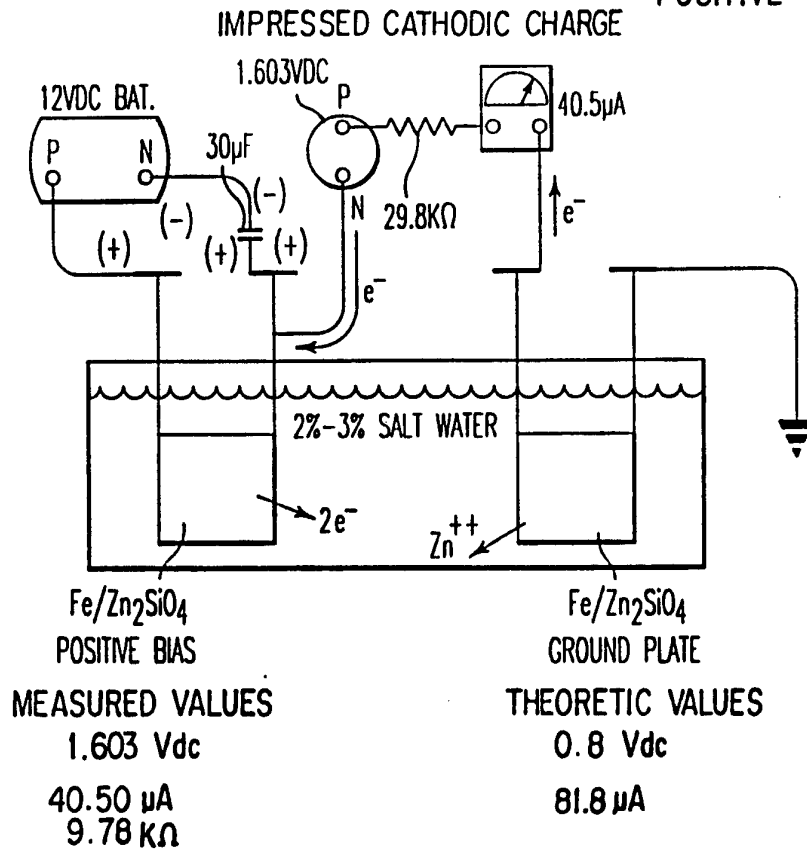 IMPRESSED CATHODIC CHARGE
1.603VDC
12VDC BAT.
P
N
30µF
P
N
40.5µA
29.8KΩ
(-)
(-)
(+)
(+)
(+)
e⁻
e⁻
2%-3% SALT WATER
2e⁻
Zn⁺⁺
Fe/Zn₂SiO₄
POSITIVE BIAS
Fe/Zn₂SiO₄
GROUND PLATE
MEASURED VALUES
1.603 Vdc
40.50 µA
9.78 KΩ
THEORETIC VALUES
0.8 Vdc
81.8 µA